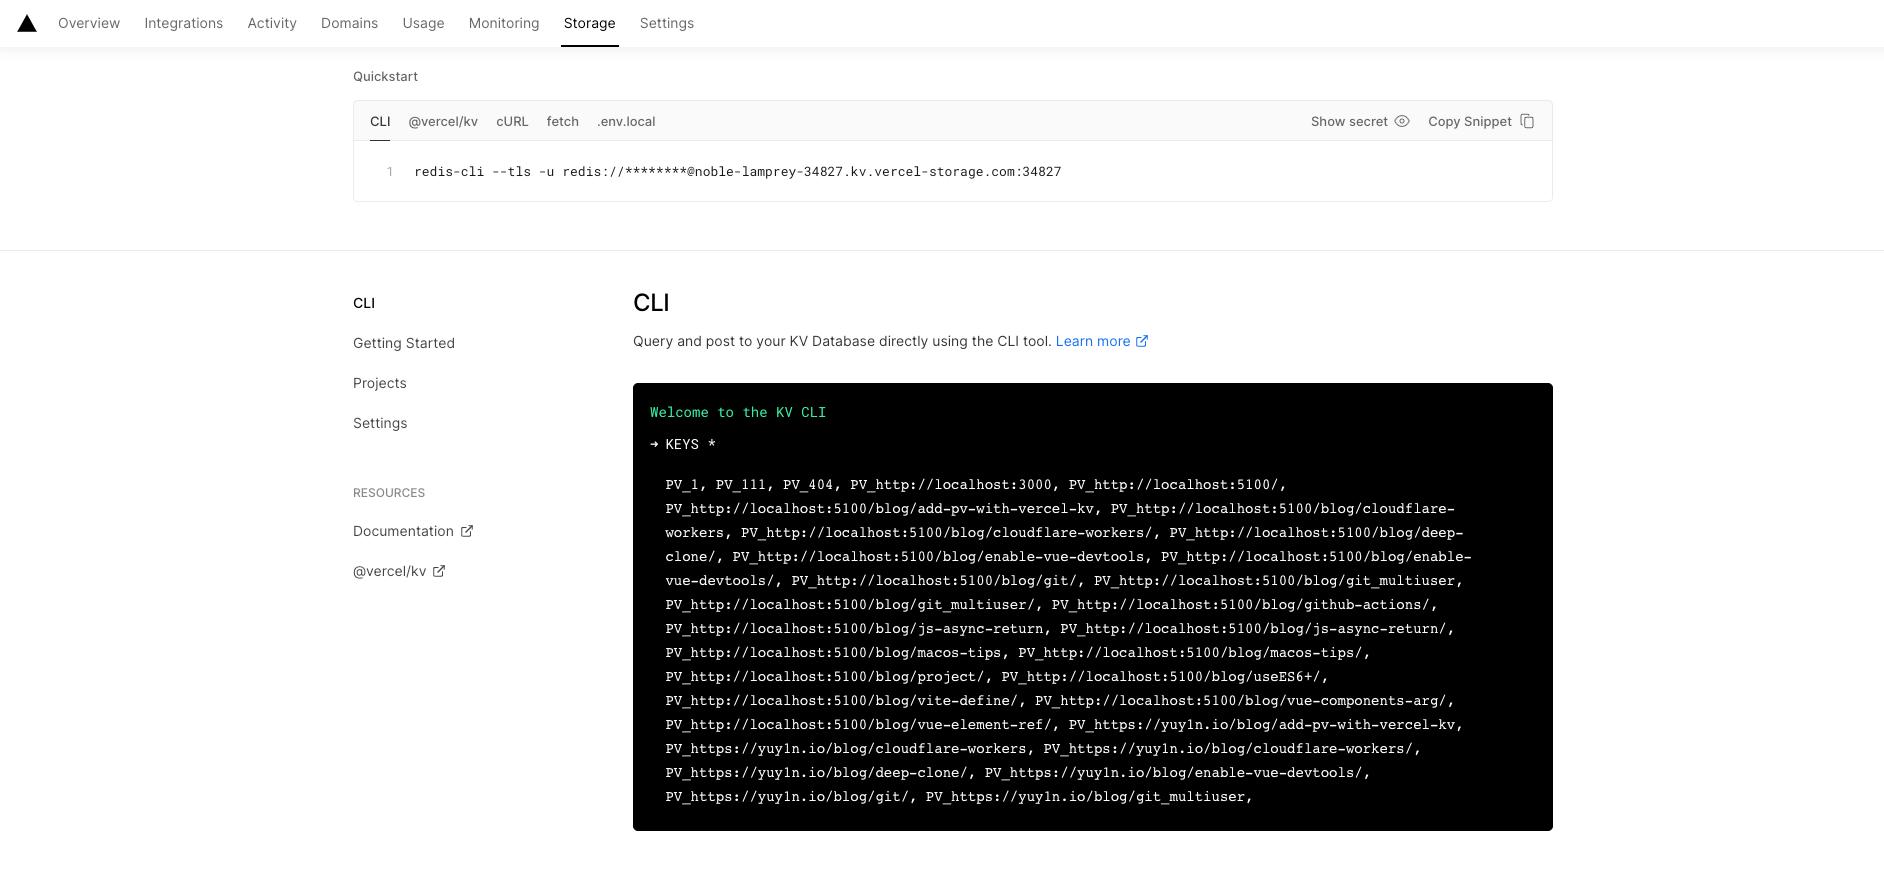 Overview Integrations Activity Domains Usage Monitoring Storage Settings
Quickstart
CLI @vercel/kv cURL fetch .env.local Show secret Copy Snippet
1 redis-cli --tls -u redis://********@noble-lamprey-34827.kv.vercel-storage.com:34827
CLI
Getting Started
Projects
Settings
RESOURCES
Documentation
@vercel/kv
CLI
Query and post to your KV Database directly using the CLI tool. Learn more
Welcome to the KV CLI
➜ KEYS *
PV_1, PV_111, PV_404, PV_http://localhost:3000, PV_http://localhost:5100/,
PV_http://localhost:5100/blog/add-pv-with-vercel-kv, PV_http://localhost:5100/blog/cloudflare-
workers, PV_http://localhost:5100/blog/cloudflare-workers/, PV_http://localhost:5100/blog/deep-
clone/, PV_http://localhost:5100/blog/enable-vue-devtools, PV_http://localhost:5100/blog/enable-
vue-devtools/, PV_http://localhost:5100/blog/git/, PV_http://localhost:5100/blog/git_multiuser,
PV_http://localhost:5100/blog/git_multiuser/, PV_http://localhost:5100/blog/github-actions/,
PV_http://localhost:5100/blog/js-async-return, PV_http://localhost:5100/blog/js-async-return/,
PV_http://localhost:5100/blog/macos-tips, PV_http://localhost:5100/blog/macos-tips/,
PV_http://localhost:5100/blog/project/, PV_http://localhost:5100/blog/useES6+/,
PV_http://localhost:5100/blog/vite-define/, PV_http://localhost:5100/blog/vue-components-arg/,
PV_http://localhost:5100/blog/vue-element-ref/, PV_https://yuy1n.io/blog/add-pv-with-vercel-kv,
PV_https://yuy1n.io/blog/cloudflare-workers, PV_https://yuy1n.io/blog/cloudflare-workers/,
PV_https://yuy1n.io/blog/deep-clone/, PV_https://yuy1n.io/blog/enable-vue-devtools/,
PV_https://yuy1n.io/blog/git/, PV_https://yuy1n.io/blog/git_multiuser,